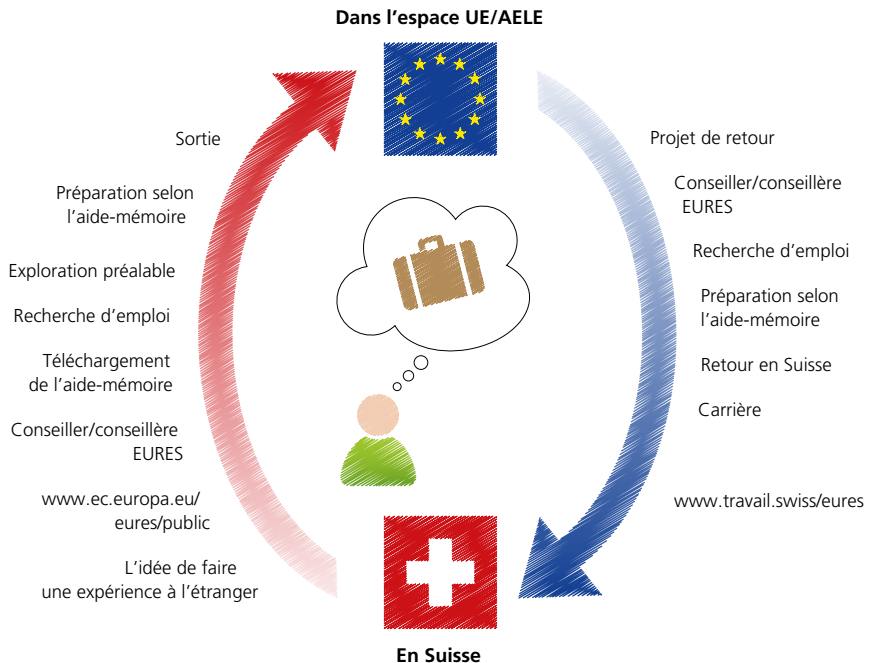 Dans l'espace UE/AELE
Sortie
Préparation selon
l'aide-mémoire
Exploration préalable
Recherche d'emploi
Téléchargement
de l'aide-mémoire
Conseiller/conseillère
EURES
www.ec.europa.eu/
eures/public
L'idée de faire
une expérience à l'étranger
Projet de retour
Conseiller/conseillère
EURES
Recherche d'emploi
Préparation selon
l'aide-mémoire
Retour en Suisse
Carrière
www.travail.swiss/eures
En Suisse